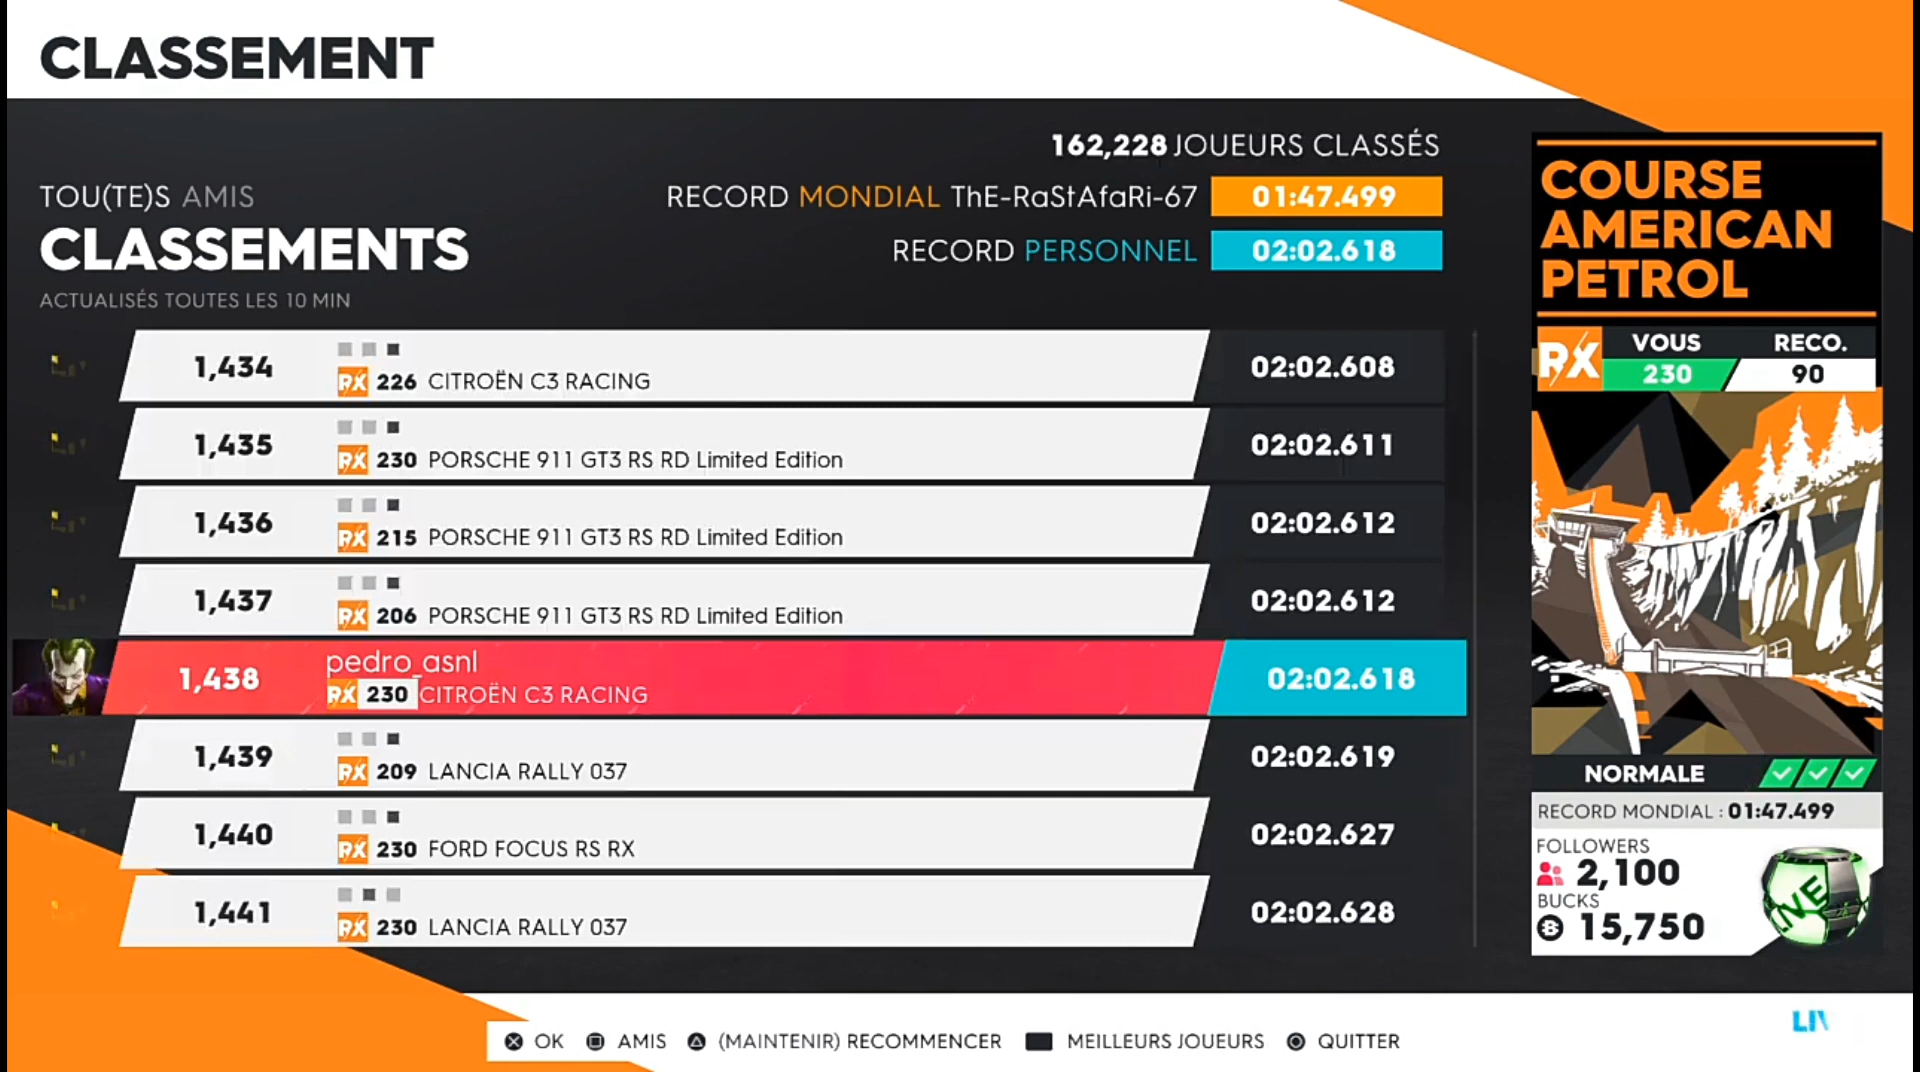 CLASSEMENT
162,228 JOUEURS CLASSÉS
TOU(TE)S AMIS
RECORD MONDIAL ThE-RaStAfaRi-67 01:47.499
CLASSEMENTS
RECORD PERSONNEL 02:02.618
ACTUALISÉS TOUTES LES 10 MIN
1,434 RX 226 CITROËN C3 RACING 02:02.608
1,435 RX 230 PORSCHE 911 GT3 RS RD Limited Edition 02:02.611
1,436 RX 215 PORSCHE 911 GT3 RS RD Limited Edition 02:02.612
1,437 RX 206 PORSCHE 911 GT3 RS RD Limited Edition 02:02.612
pedro_asnl
1,438 RX 230 CITROËN C3 RACING 02:02.618
1,439 RX 209 LANCIA RALLY 037 02:02.619
1,440 RX 230 FORD FOCUS RS RX 02:02.627
1,441 RX 230 LANCIA RALLY 037 02:02.628
COURSE
AMERICAN
PETROL
RX VOUS RECO.
230 90
NORMALE
RECORD MONDIAL : 01:47.499
FOLLOWERS
2,100
BUCKS
15,750
LIVE
OK AMIS (MAINTENIR) RECOMMENCER MEILLEURS JOUEURS QUITTER